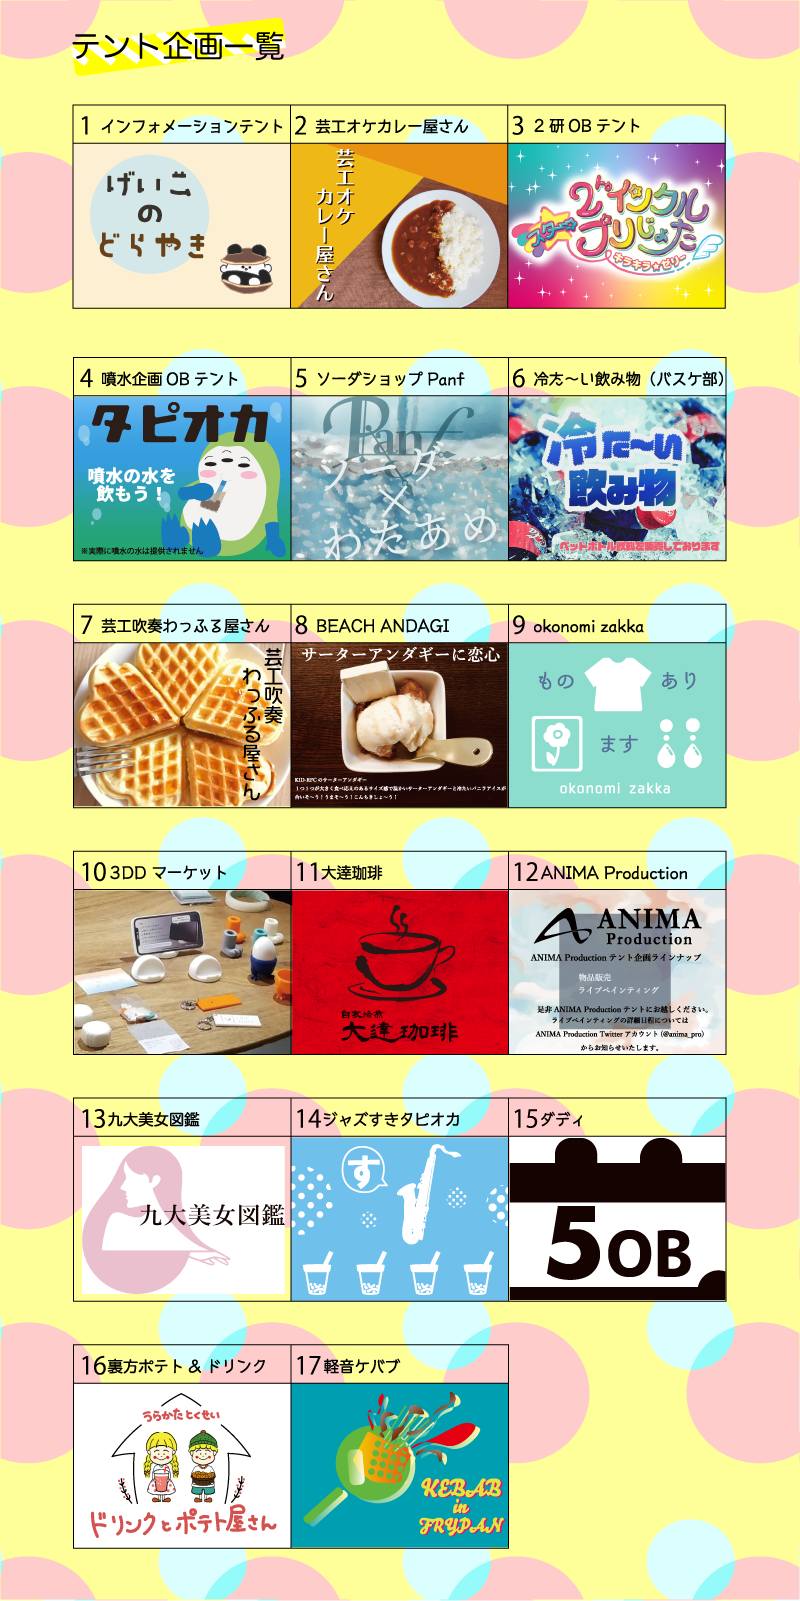 テント企画一覧
1 インフォメーションテント
げいこ
の
どらやき
2 芸工オケカレー屋さん
芸工オケ
カレー屋さん
3 2研OBテント
2'インクル
スター☆
プリじょた
キラキラ★ゼリー
4 噴水企画OBテント
タピオカ
噴水の水を
飲もう！
※実際に噴水の水は提供されません
5 ソーダショップ Panf
Panf
ソーダ
×
わたあめ
6 冷た～い飲み物（バスケ部）
冷た～い
飲み物
ペットボトル飲料を販売しております
7 芸工吹奏わっふる屋さん
芸工吹奏
わっふる屋さん
8 BEACH ANDAGI
サーターアンダギーに恋心
KID-RFCのサーターアンダギー
1つ1つが大きく食べ応えのあるサイズ感で温かいサーターアンダギーと冷たいバニラアイスが
合いそ～う！うまそ～う！こんちきしょ～う！
9 okonomi zakka
もの あり
ます
okonomi zakka
10 3DD マーケット
11 大達珈琲
自家焙煎
大達珈琲
12 ANIMA Production
ANIMA
Production
ANIMA Production テント企画ラインナップ
物品販売
ライブペインティング
是非 ANIMA Production テントにお越しください。
ライブペインティングの詳細日程については
ANIMA Production Twitter アカウント (@anima_pro)
からお知らせいたします。
13 九大美女図鑑
九大美女図鑑
14 ジャズすきタピオカ
す
15 ダディ
5OB
16 裏方ポテト & ドリンク
うらかたとくせい
ドリンクとポテト屋さん
17 軽音ケバブ
KEBAB
in
FRYPAN